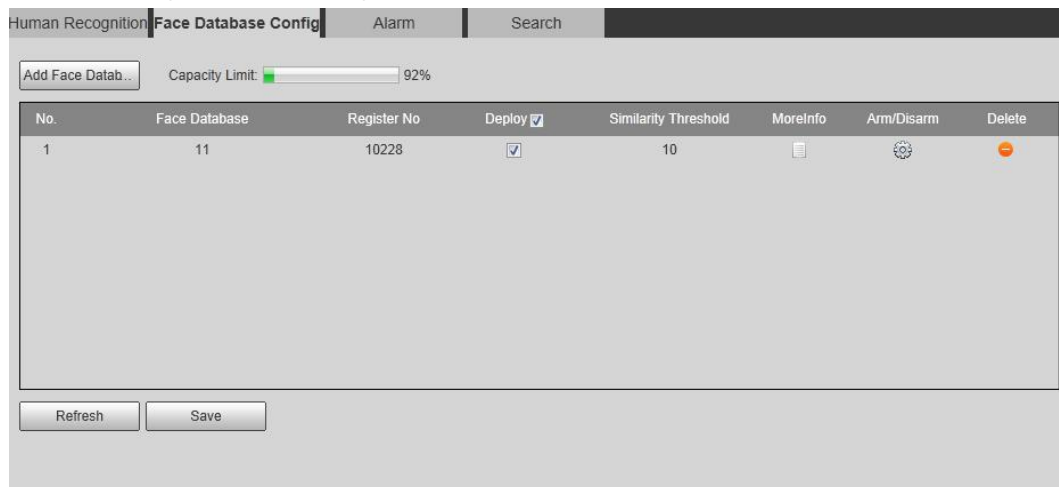 Human Recognition Face Database Config Alarm Search
Add Face Datab... Capacity Limit: 92%
No. Face Database Register No Deploy Similarity Threshold MoreInfo Arm/Disarm Delete
1 11 10228 10
Refresh Save